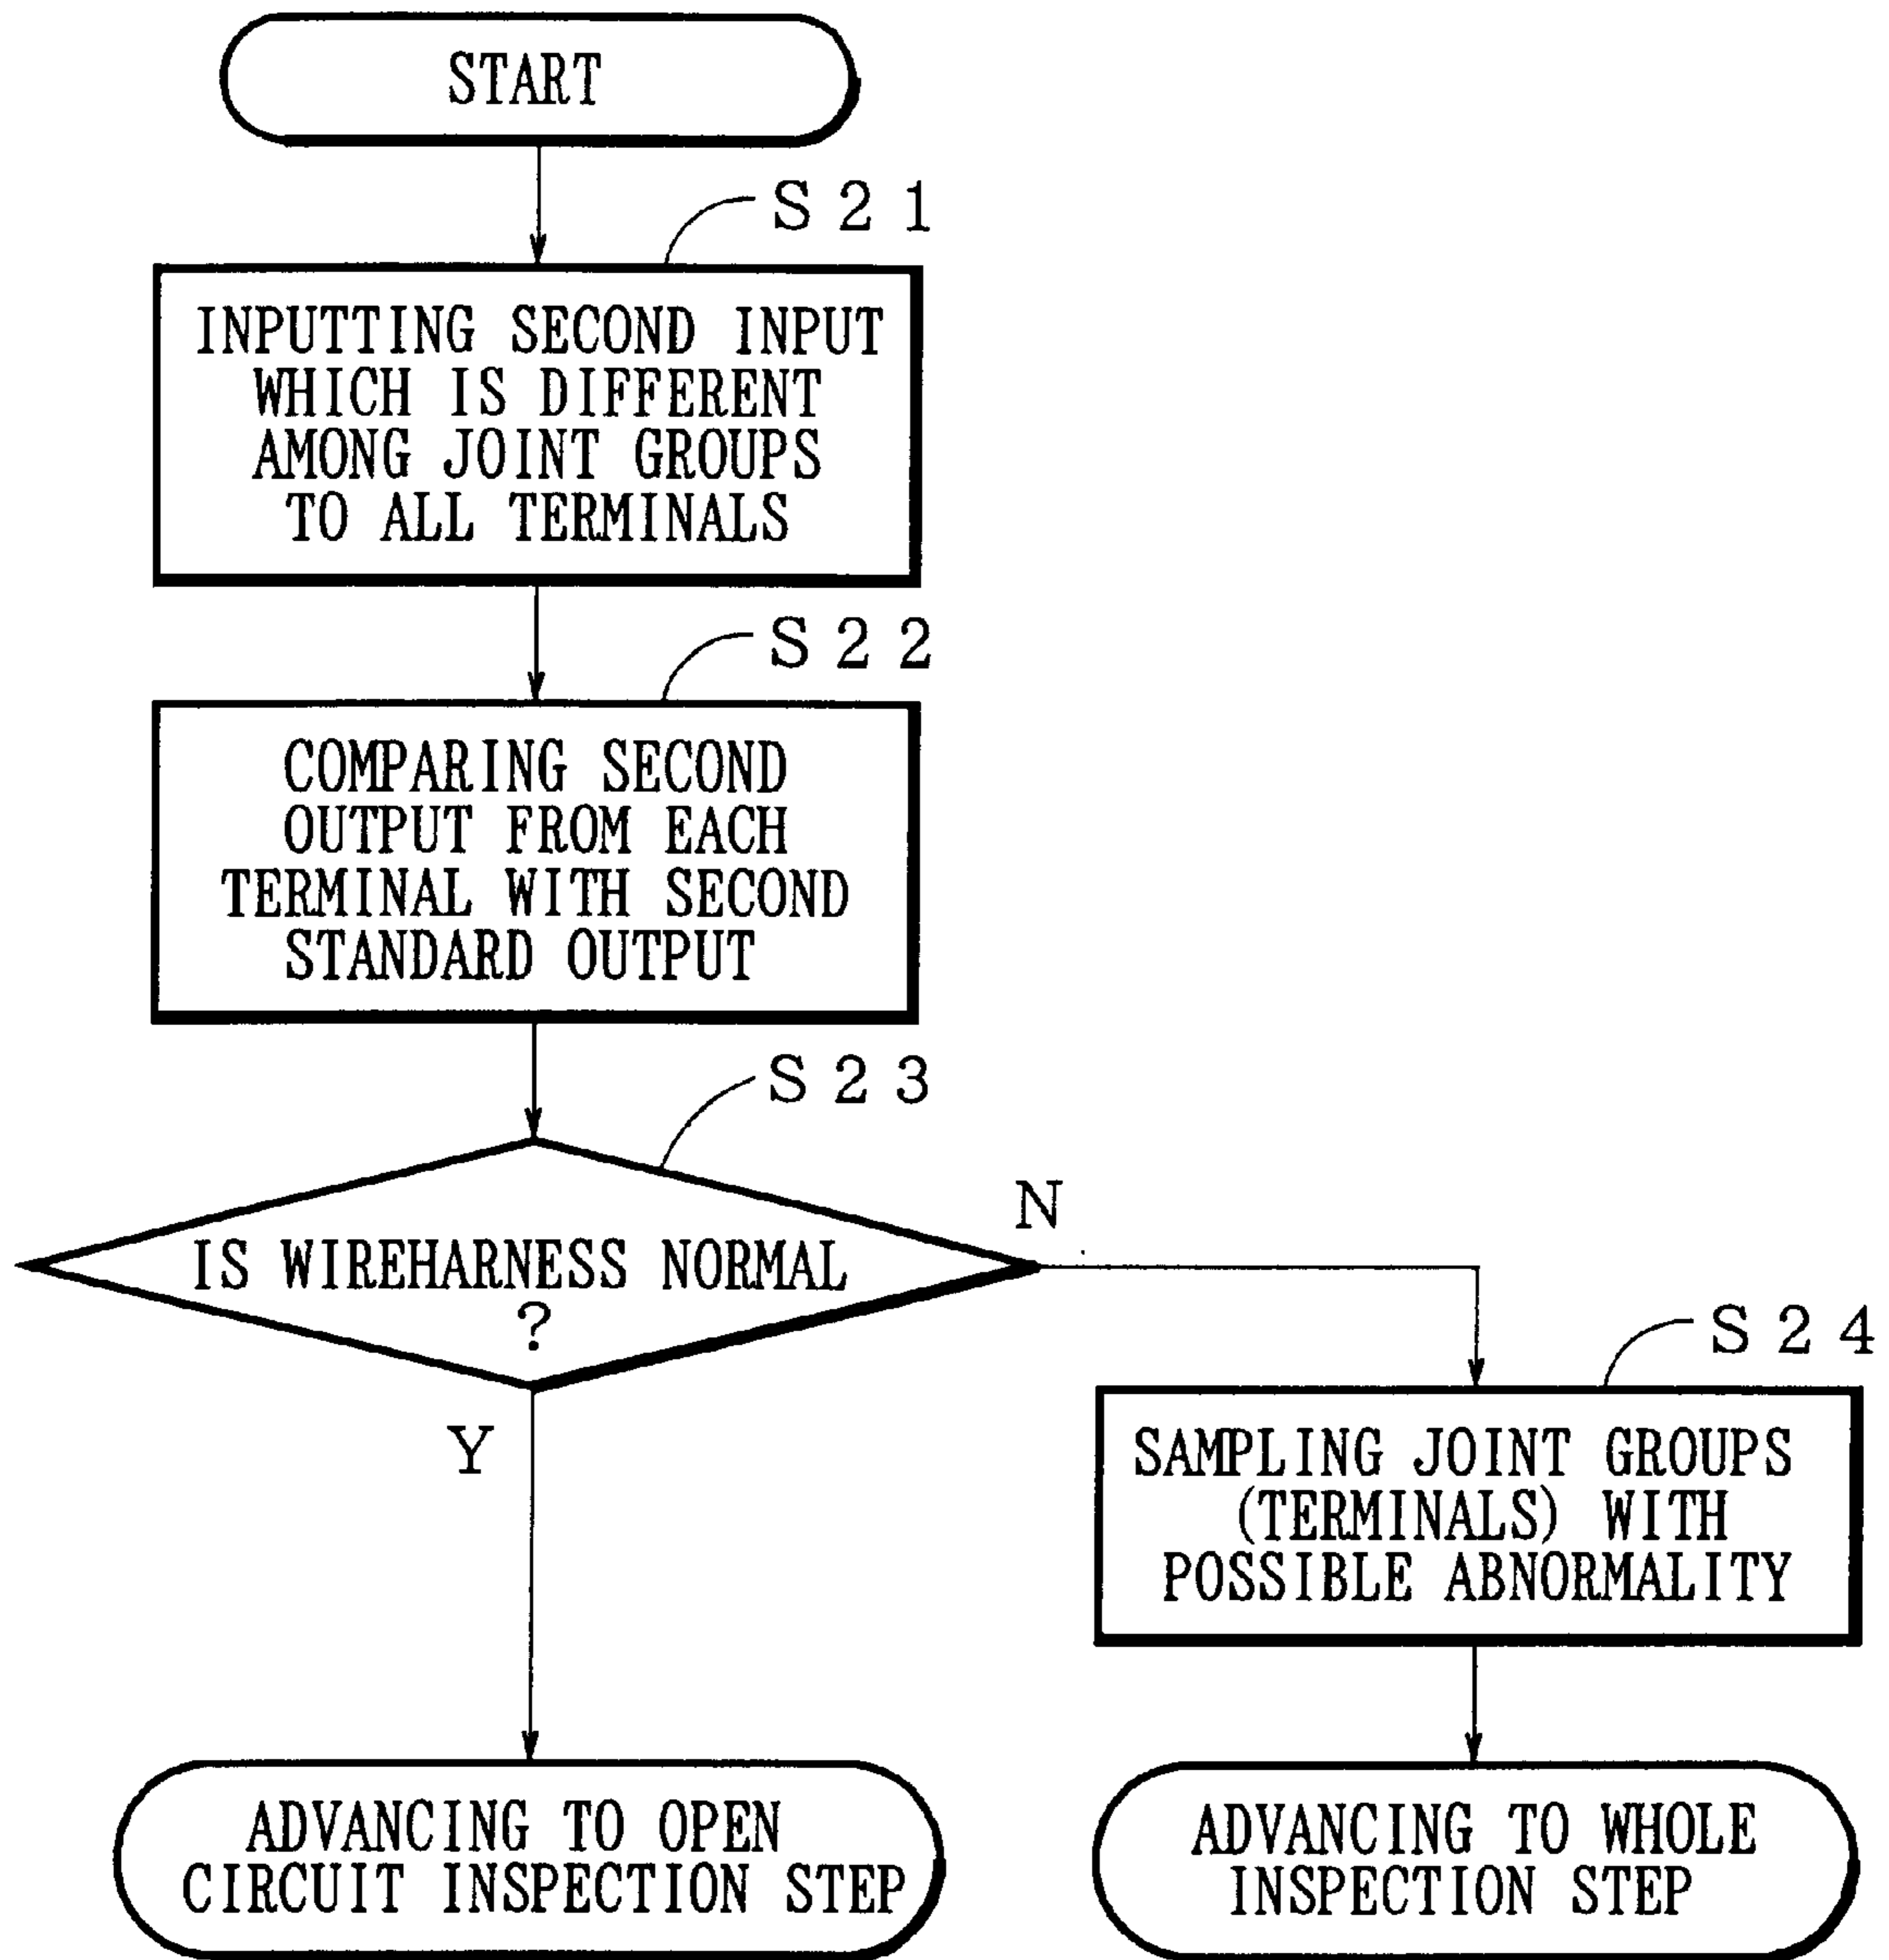 START
S21
INPUTTING SECOND INPUT
WHICH IS DIFFERENT
AMONG JOINT GROUPS
TO ALL TERMINALS
S22
COMPARING SECOND
OUTPUT FROM EACH
TERMINAL WITH SECOND
STANDARD OUTPUT
S23
IS WIREHARNESS NORMAL
?
N
Y
S24
SAMPLING JOINT GROUPS
(TERMINALS) WITH
POSSIBLE ABNORMALITY
ADVANCING TO OPEN
CIRCUIT INSPECTION STEP
ADVANCING TO WHOLE
INSPECTION STEP